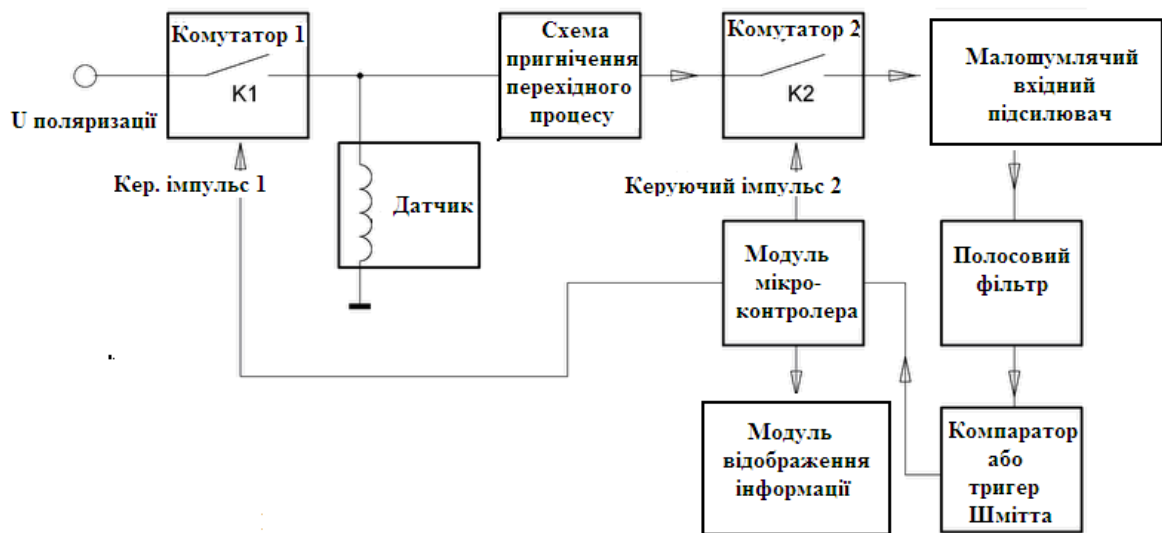 Комутатор 1
K1
U поляризації
Кер. імпульс 1
Датчик
Схема
пригнічення
перехідного
процесу
Комутатор 2
K2
Керуючий імпульс 2
Малошумлячий
вхідний
підсилювач
Модуль
мікро-
контролера
Полосовий
фільтр
Модуль
відображення
інформації
Компаратор
або
тригер
Шмітта